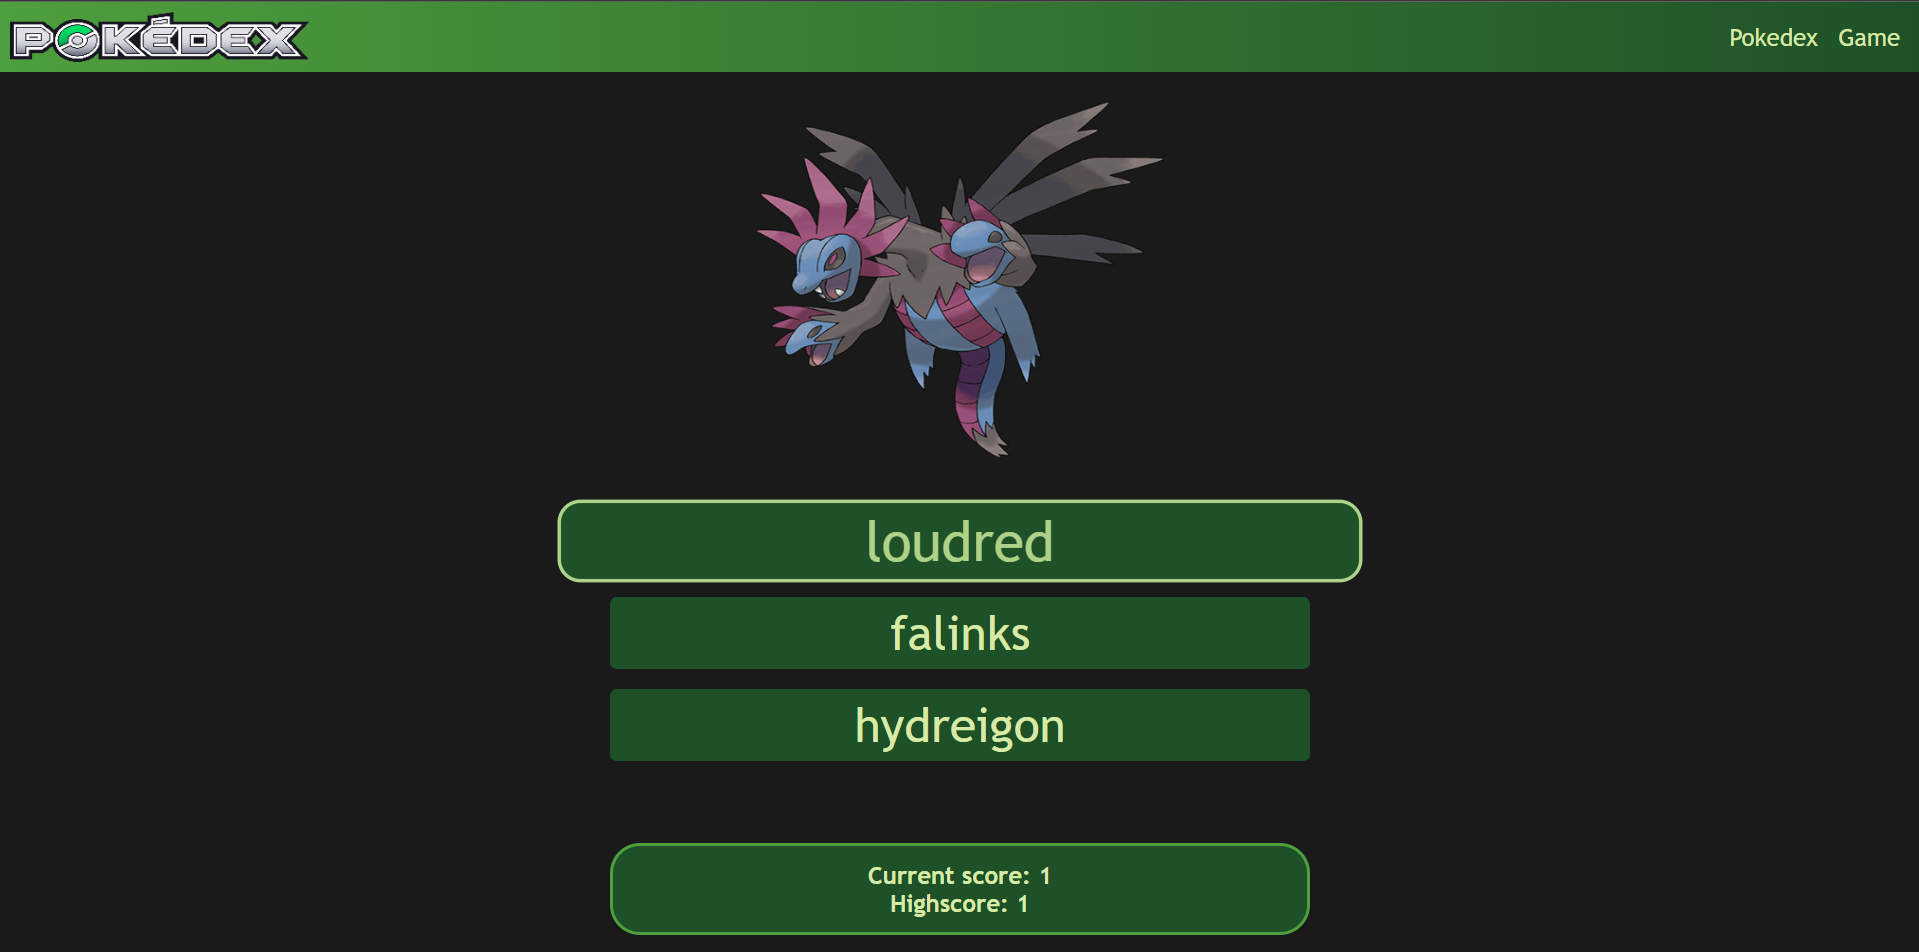 POKÉDEX
Pokedex Game
loudred
falinks
hydreigon
Current score: 1
Highscore: 1